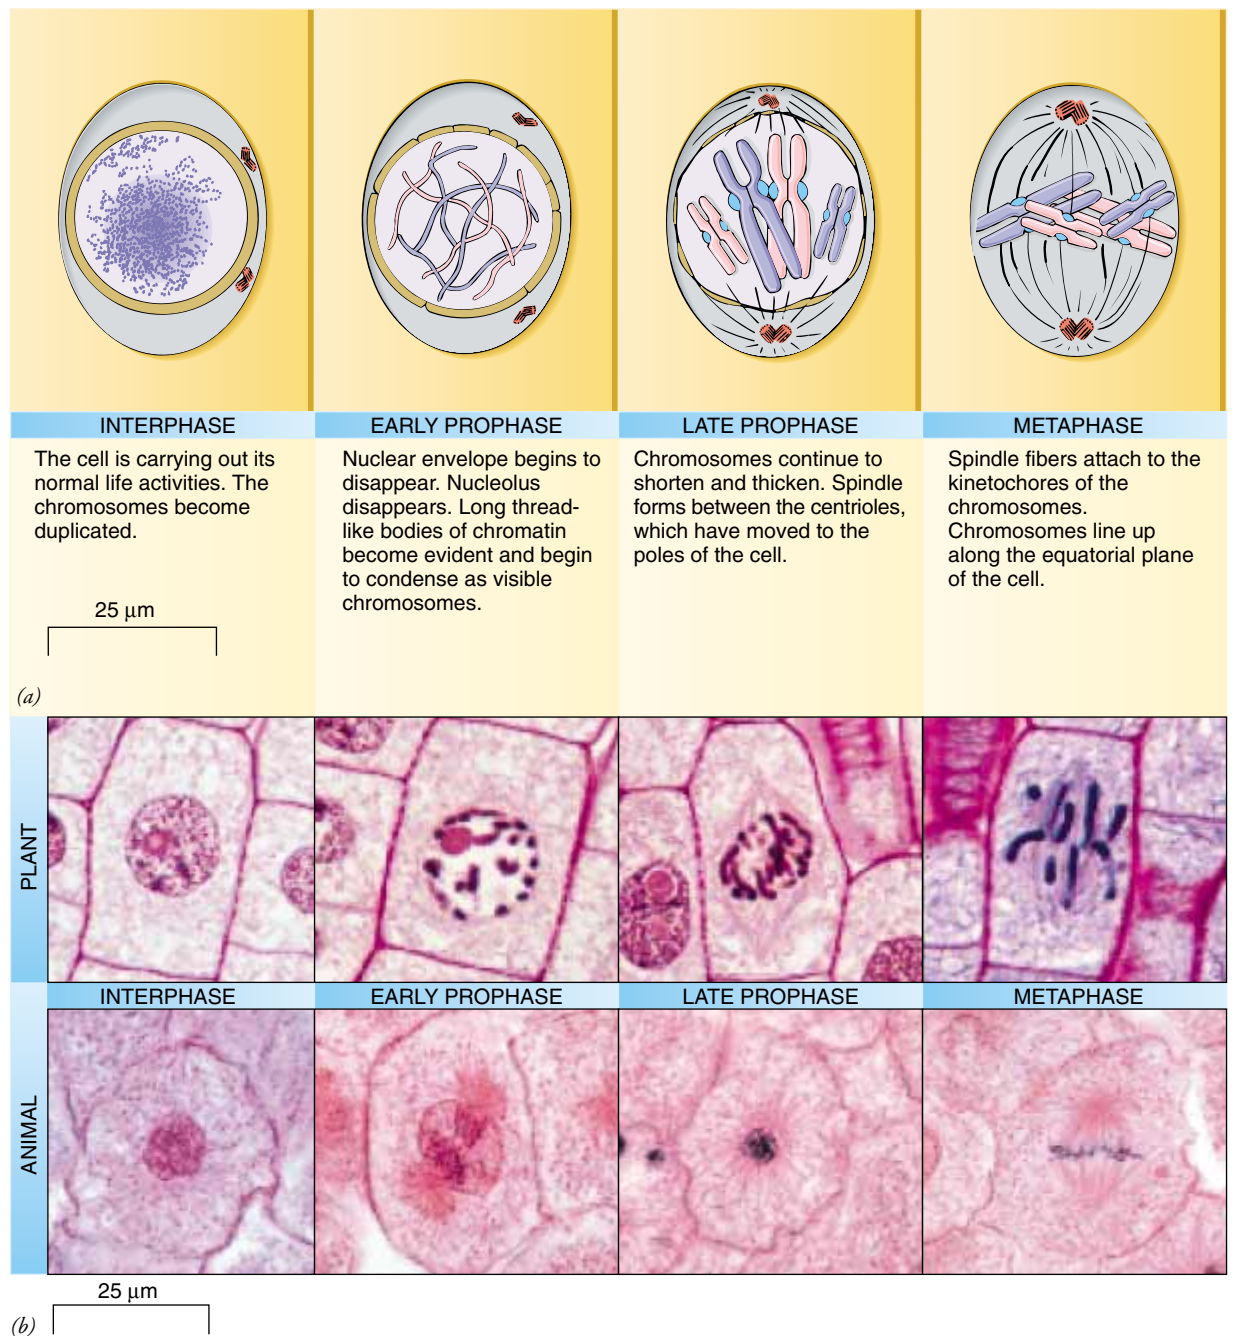 INTERPHASE
EARLY PROPHASE
LATE PROPHASE
METAPHASE
The cell is carrying out its
normal life activities. The
chromosomes become
duplicated.
Nuclear envelope begins to
disappear. Nucleolus
disappears. Long thread-
like bodies of chromatin
become evident and begin
to condense as visible
chromosomes.
Chromosomes continue to
shorten and thicken. Spindle
forms between the centrioles,
which have moved to the
poles of the cell.
Spindle fibers attach to the
kinetochores of the
chromosomes.
Chromosomes line up
along the equatorial plane
of the cell.
25 μm
(a)
PLANT
INTERPHASE
EARLY PROPHASE
LATE PROPHASE
METAPHASE
ANIMAL
25 μm
(b)